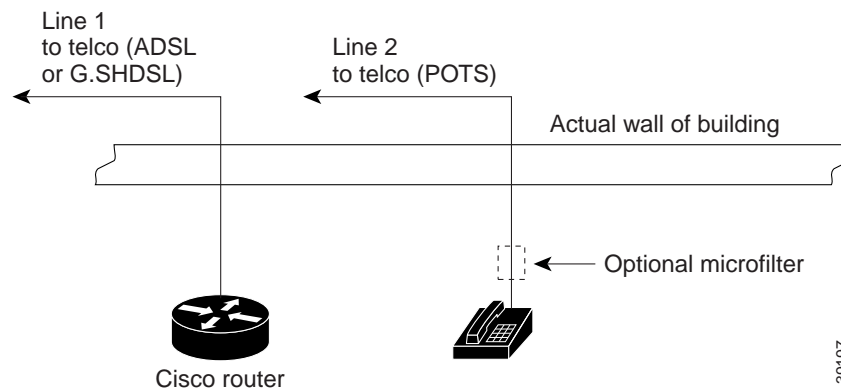 Line 1
to telco (ADSL
or G.SHDSL)
Line 2
to telco (POTS)
Actual wall of building
Optional microfilter
Cisco router